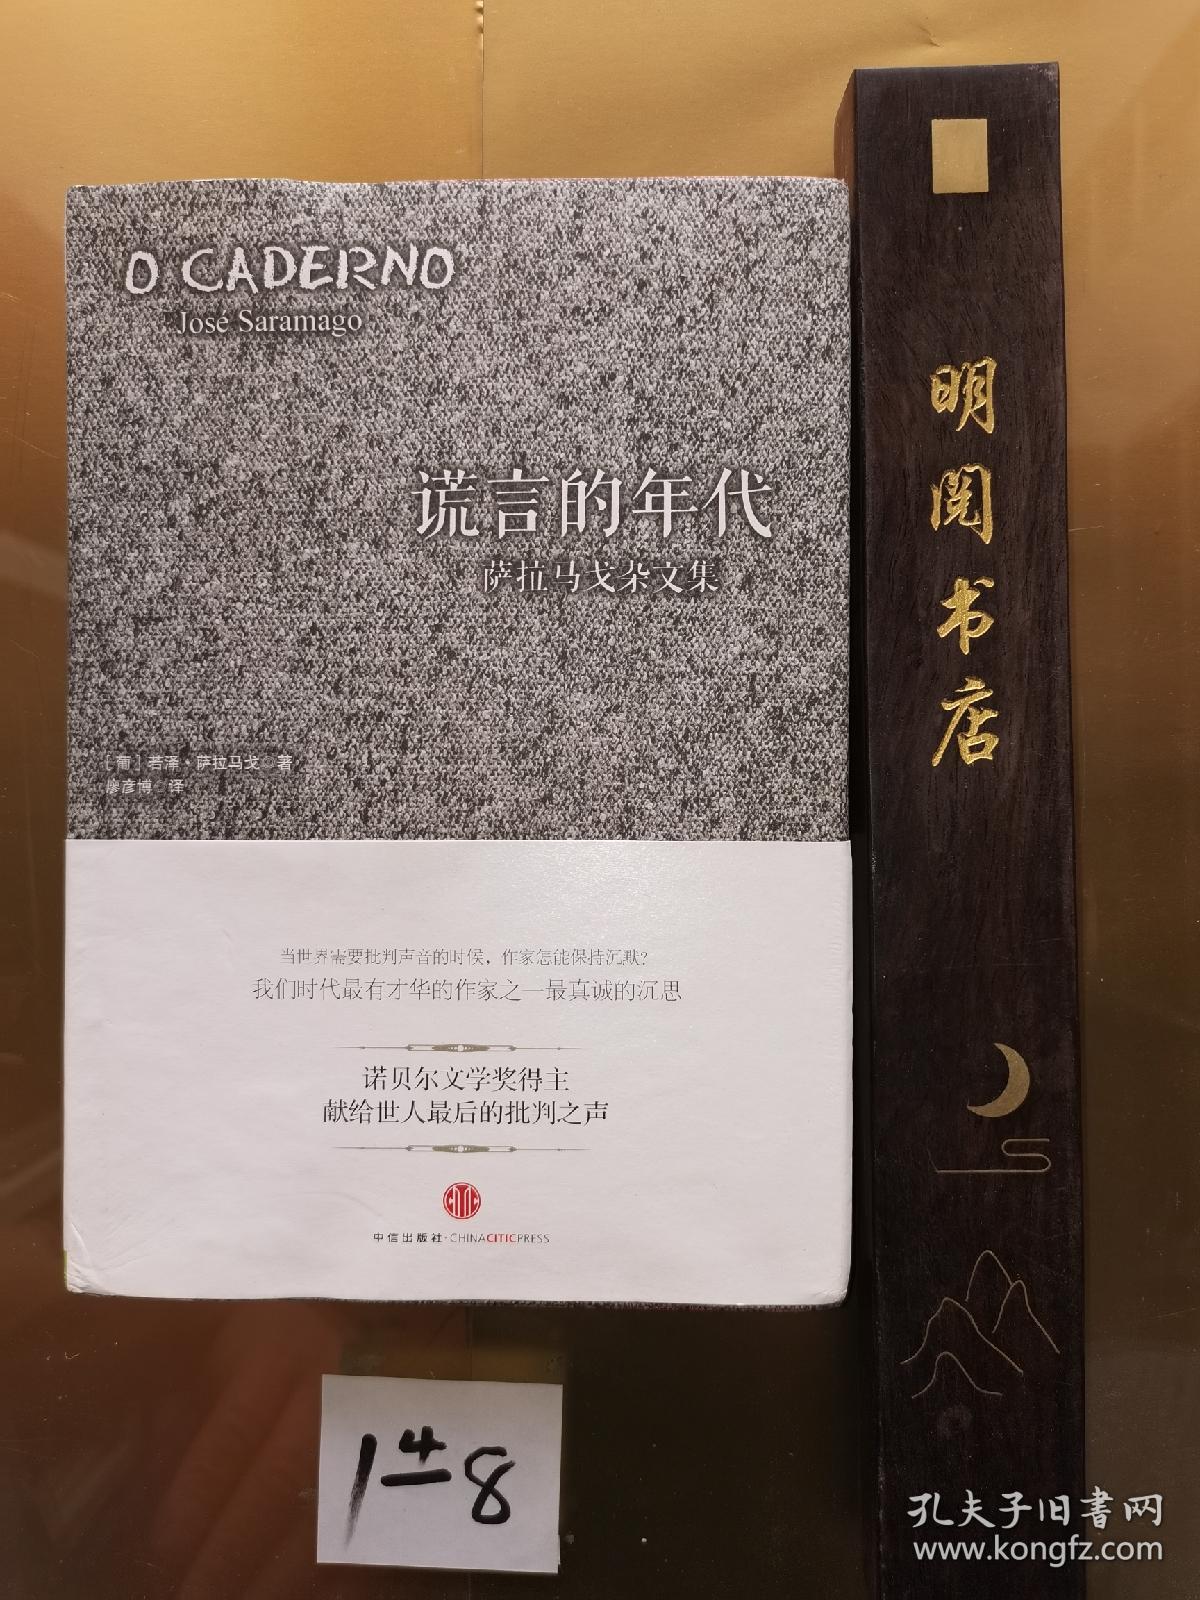 O CADERNO
José Saramago
谎言的年代
萨拉马戈杂文集
[葡]若泽·萨拉马戈 著
廖彦博 译
当世界需要批判声音的时候，作家怎能保持沉默？
我们时代最有才华的作家之一最真诚的沉思
诺贝尔文学奖得主
献给世人最后的批判之声
中信出版社·CHINACITICPRESS
明阅书店
1 4-8
孔夫子旧书网
www.kongfz.com